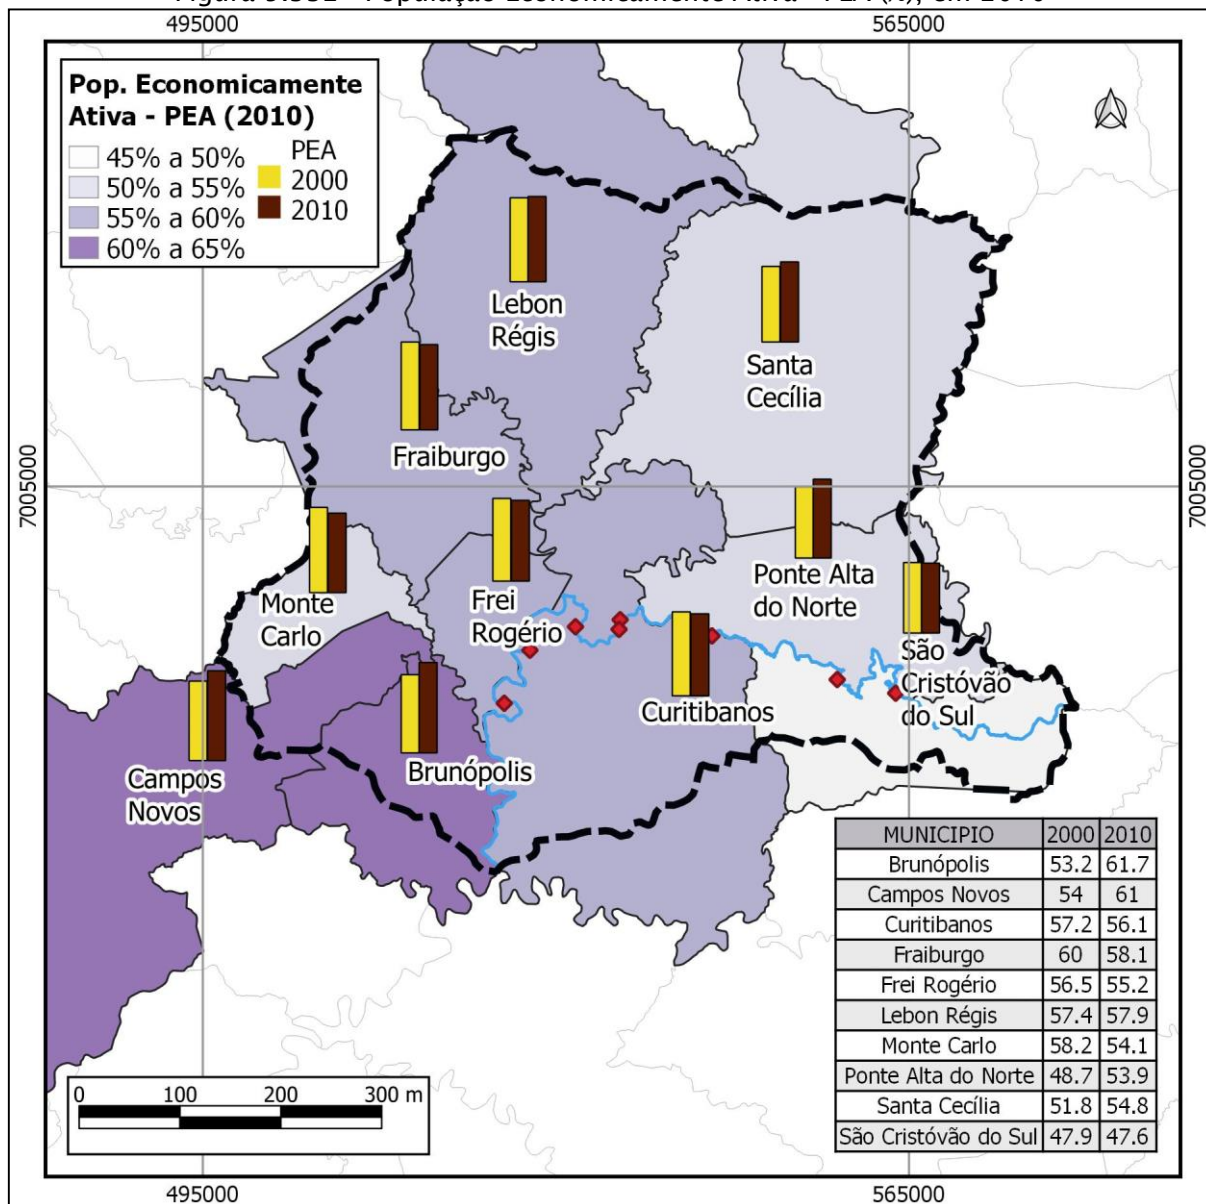 495000
565000
Pop. Economicamente
Ativa - PEA (2010)
45% a 50%
50% a 55%
55% a 60%
60% a 65%
PEA
2000
2010
Lebon
Régis
Santa
Cecília
Fraiburgo
7005000
7005000
Monte
Carlo
Frei
Rogério
Ponte Alta
do Norte
São
Cristóvão
do Sul
Curitibanos
Campos
Novos
Brunópolis
MUNICIPIO 2000 2010
Brunópolis 53.2 61.7
Campos Novos 54 61
Curitibanos 57.2 56.1
Fraiburgo 60 58.1
Frei Rogério 56.5 55.2
Lebon Régis 57.4 57.9
Monte Carlo 58.2 54.1
Ponte Alta do Norte 48.7 53.9
Santa Cecília 51.8 54.8
São Cristóvão do Sul 47.9 47.6
0 100 200 300 m
495000
565000